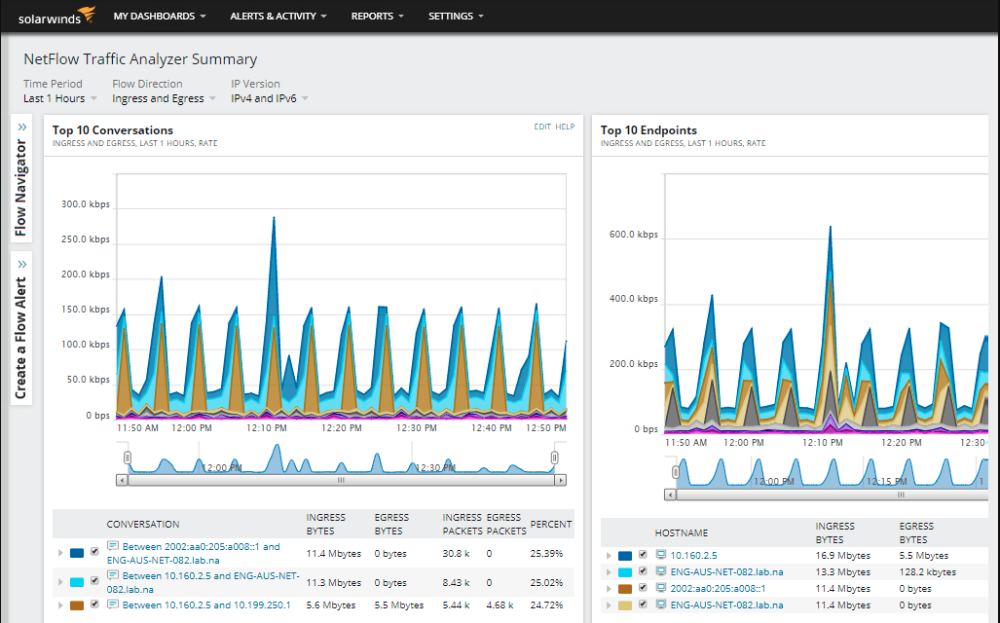 solarwinds MY DASHBOARDS ALERTS & ACTIVITY REPORTS SETTINGS
NetFlow Traffic Analyzer Summary
Time Period Flow Direction IP Version
Last 1 Hours Ingress and Egress IPv4 and IPv6
Flow Navigator
Create a Flow Alert
Top 10 Conversations EDIT HELP
INGRESS AND EGRESS, LAST 1 HOURS, RATE
300.0 kbps
250.0 kbps
200.0 kbps
150.0 kbps
100.0 kbps
50.0 kbps
0 bps
11:50 AM 12:00 PM 12:10 PM 12:20 PM 12:30 PM 12:40 PM 12:50 PM
12:00 PM 12:30 PM
CONVERSATION INGRESS BYTES EGRESS BYTES INGRESS PACKETS EGRESS PACKETS PERCENT
Between 2002:aa0:205:a008::1 and
ENG-AUS-NET-082.lab.na 11.4 Mbytes 0 bytes 30.8 k 0 25.39%
Between 10.160.2.5 and ENG-AUS-NET-
082.lab.na 11.3 Mbytes 0 bytes 8.43 k 0 25.02%
Between 10.160.2.5 and 10.199.250.1 5.6 Mbytes 5.5 Mbytes 5.44 k 4.68 k 24.72%
Top 10 Endpoints
INGRESS AND EGRESS, LAST 1 HOURS, RATE
600.0 kbps
400.0 kbps
200.0 kbps
0 bps
11:50 AM 12:00 PM 12:10 PM 12:20 PM 12:30
12:00 PM 12:15 PM 1
HOSTNAME INGRESS BYTES EGRESS BYTES
10.160.2.5 16.9 Mbytes 5.5 Mbytes
ENG-AUS-NET-082.lab.na 13.3 Mbytes 128.2 kbytes
2002:aa0:205:a008::1 11.4 Mbytes 0 bytes
ENG-AUS-NET-082.lab.na 11.4 Mbytes 0 bytes